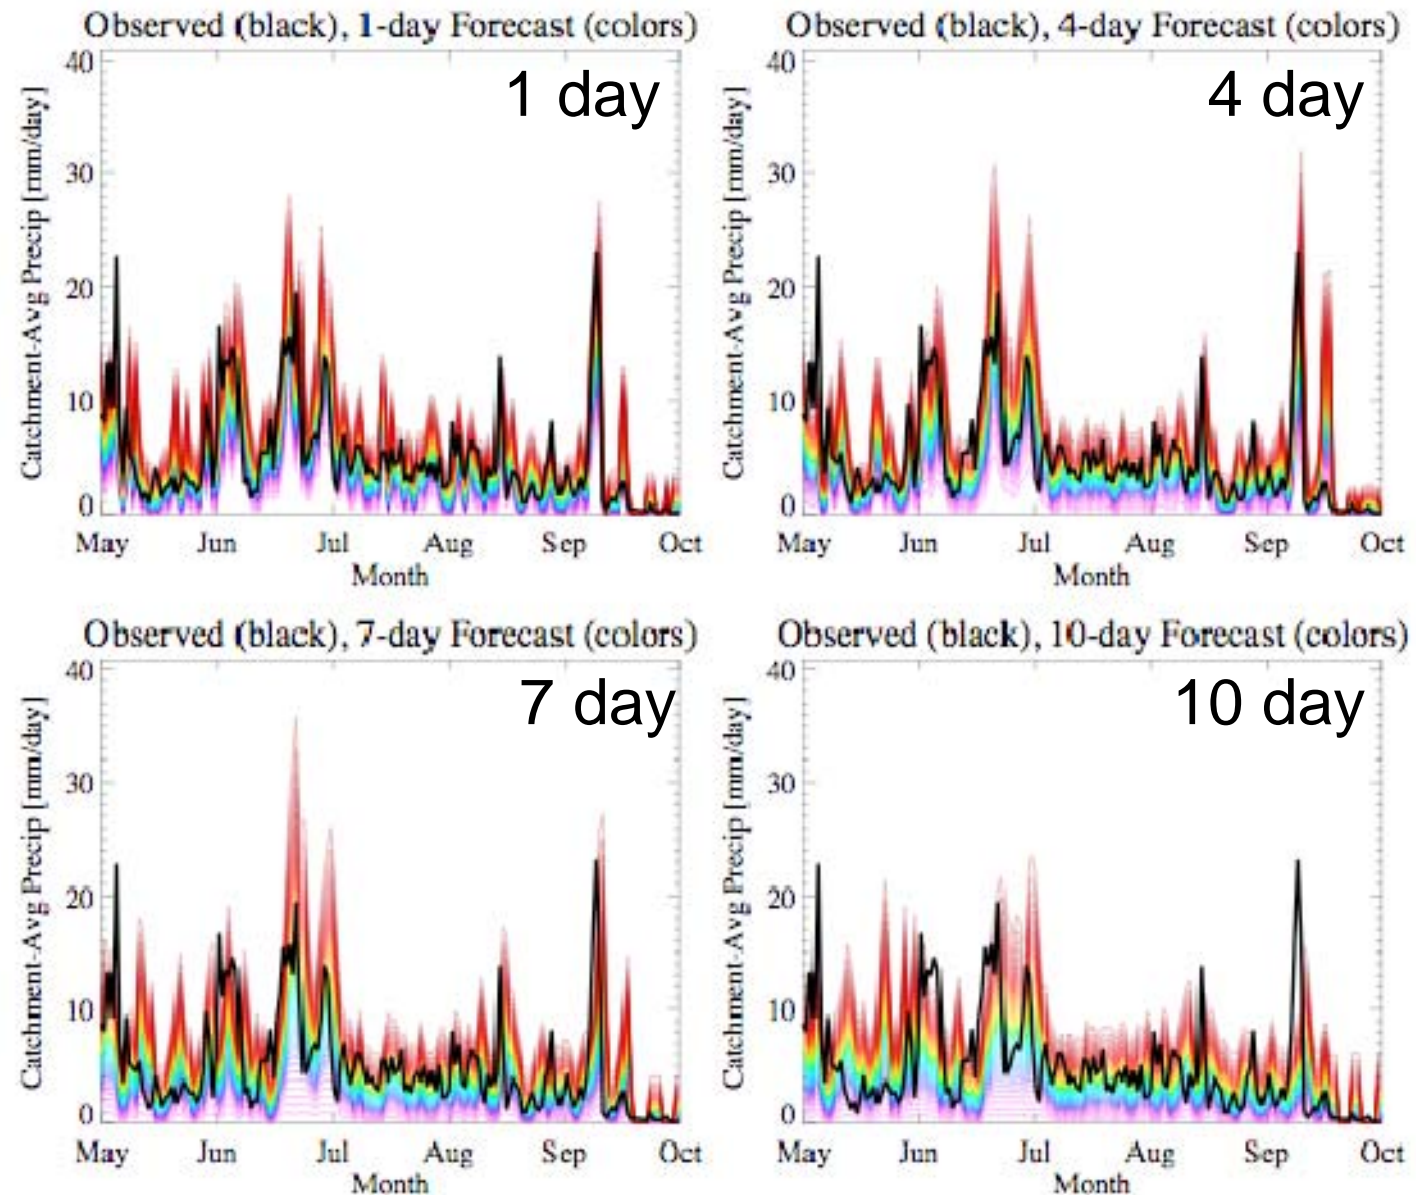 Observed (black), 1-day Forecast (colors)
1 day
Catchment-Avg Precip [mm/day]
40
30
20
10
0
May Jun Jul Aug Sep Oct
Month
Observed (black), 4-day Forecast (colors)
4 day
Catchment-Avg Precip [mm/day]
40
30
20
10
0
May Jun Jul Aug Sep Oct
Month
Observed (black), 7-day Forecast (colors)
7 day
Catchment-Avg Precip [mm/day]
40
30
20
10
0
May Jun Jul Aug Sep Oct
Month
Observed (black), 10-day Forecast (colors)
10 day
Catchment-Avg Precip [mm/day]
40
30
20
10
0
May Jun Jul Aug Sep Oct
Month